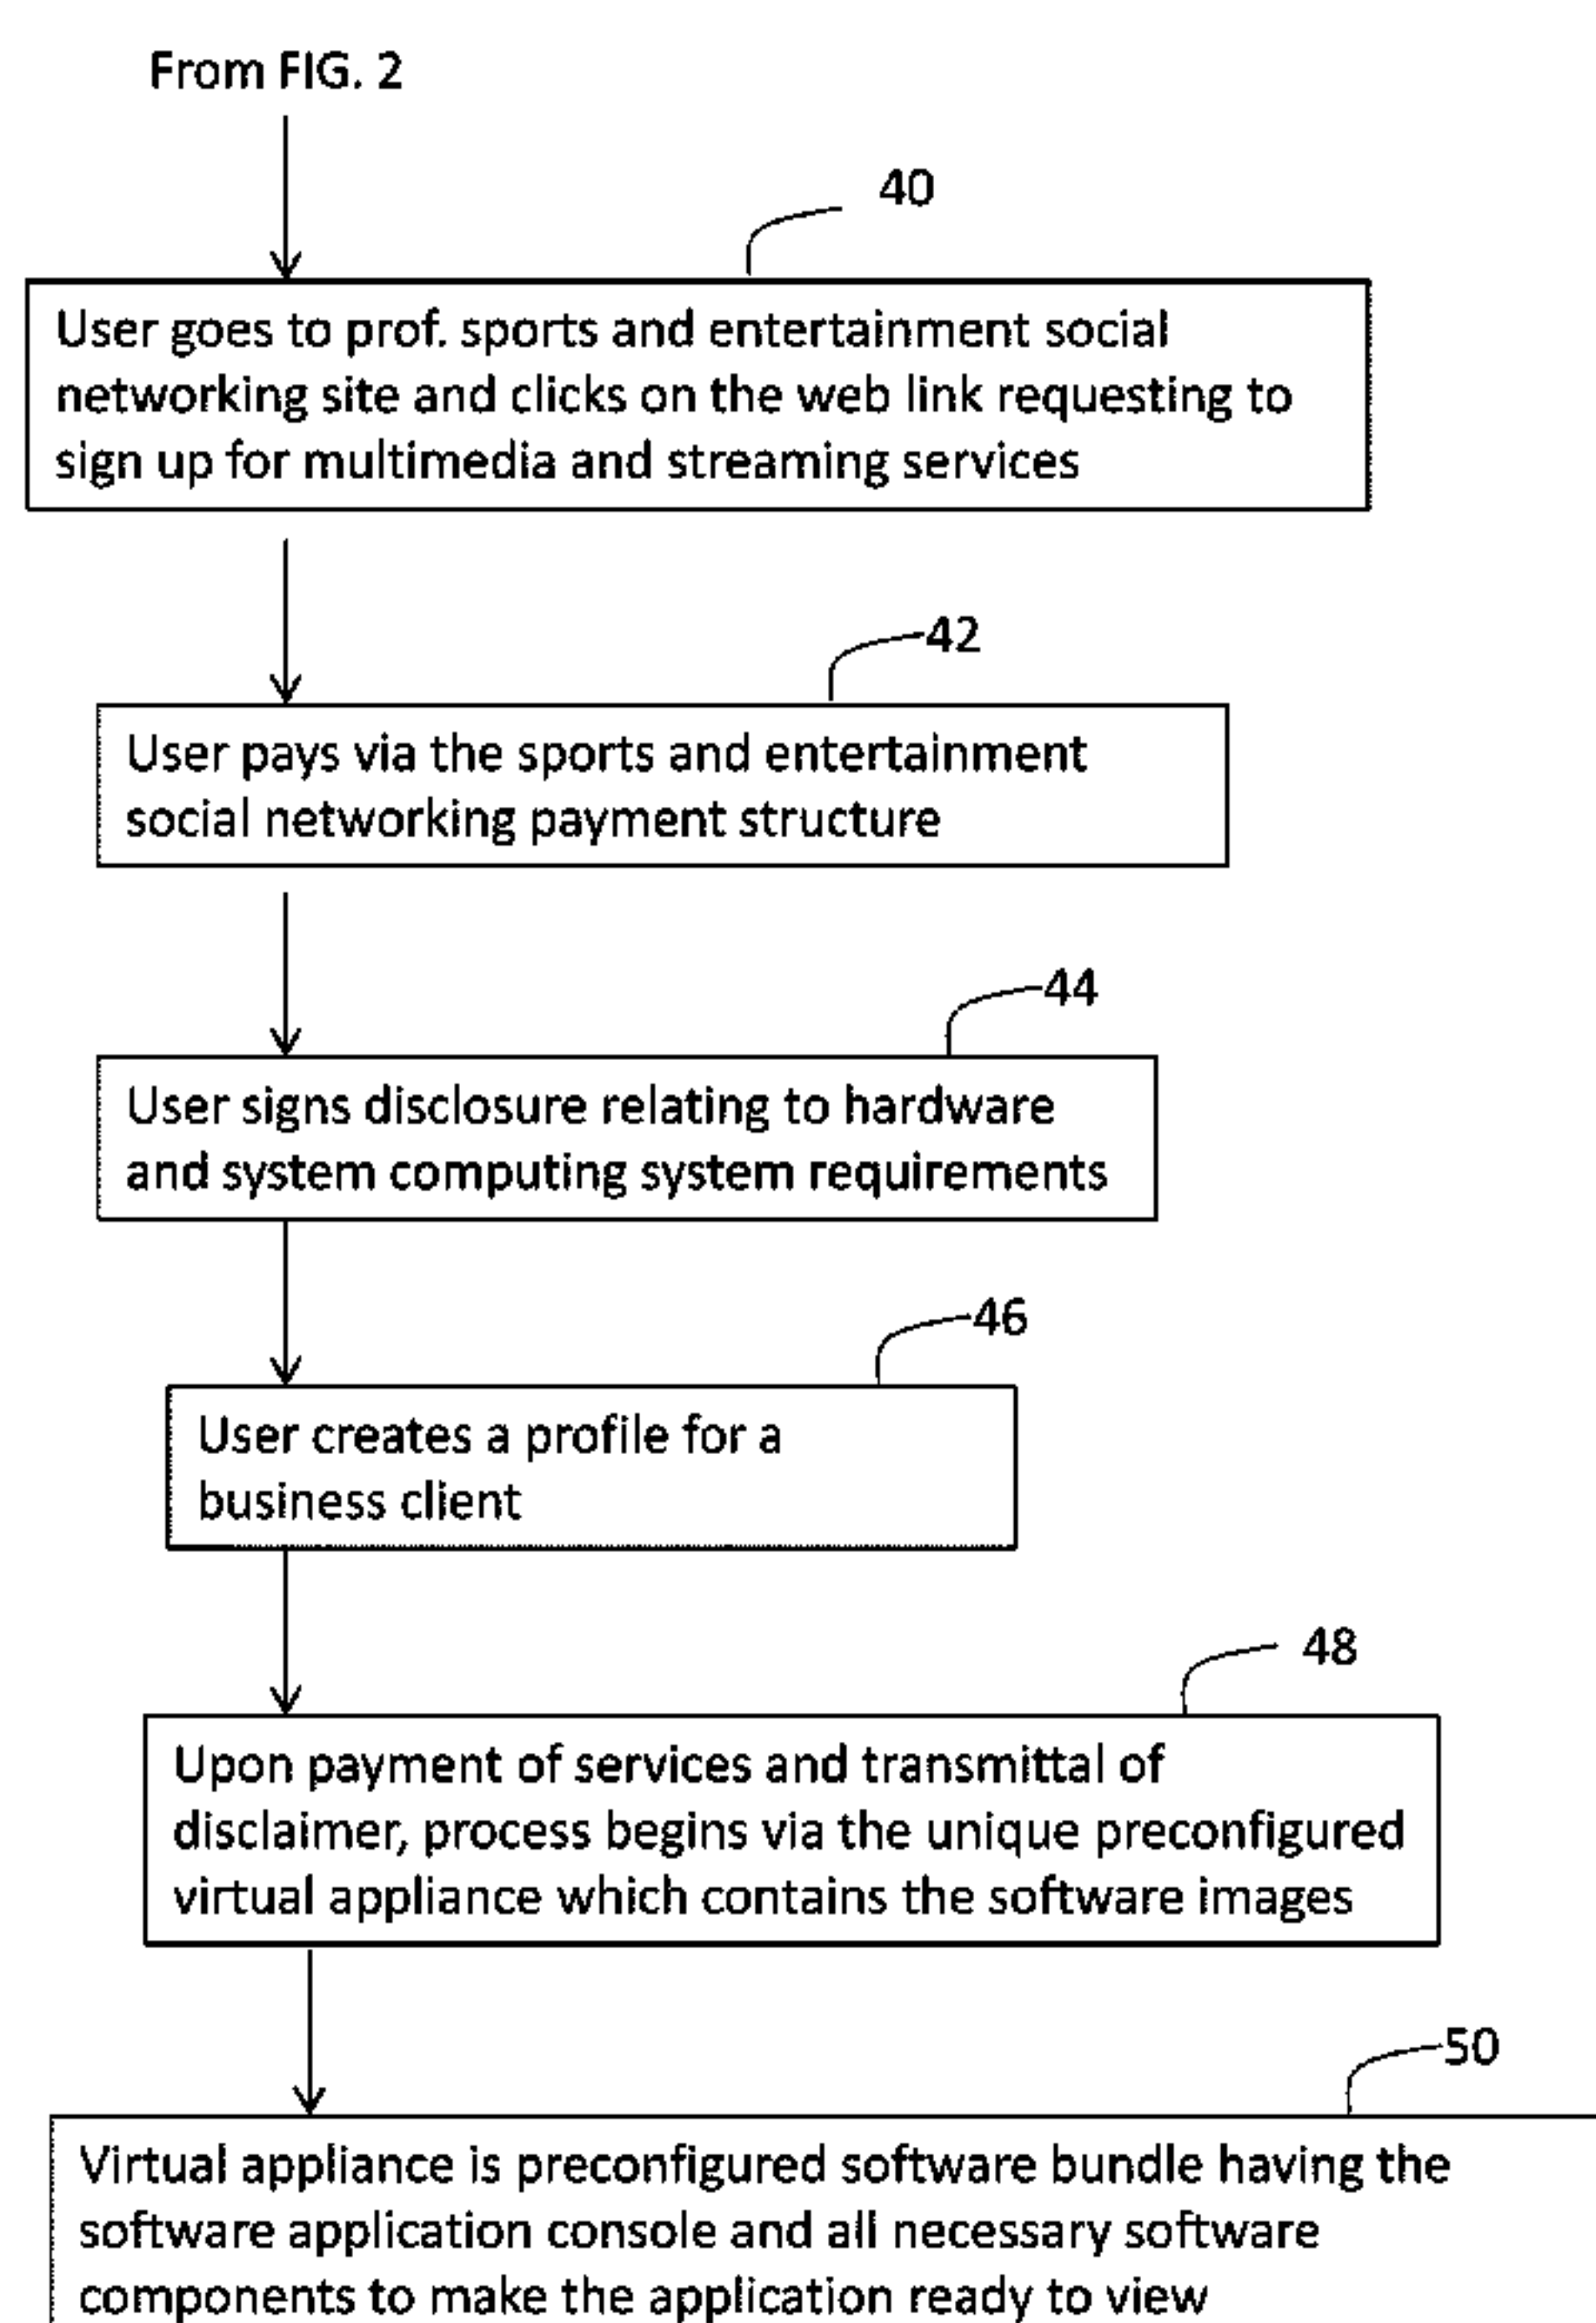 From FIG. 2
40
User goes to prof. sports and entertainment social
networking site and clicks on the web link requesting to
sign up for multimedia and streaming services
42
User pays via the sports and entertainment
social networking payment structure
44
User signs disclosure relating to hardware
and system computing system requirements
46
User creates a profile for a
business client
48
Upon payment of services and transmittal of
disclaimer, process begins via the unique preconfigured
virtual appliance which contains the software images
50
Virtual appliance is preconfigured software bundle having the
software application console and all necessary software
components to make the application ready to view